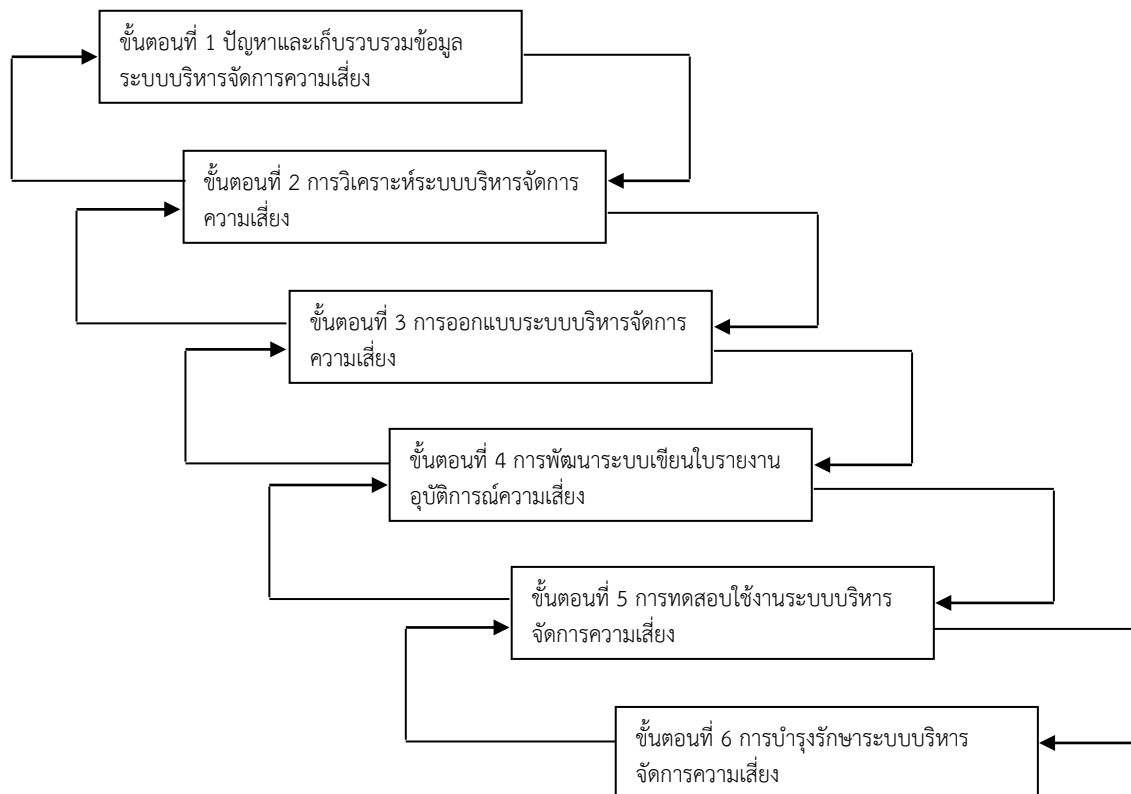 ขั้นตอนที่ 1 ปัญหาและเก็บรวบรวมข้อมูล
ระบบบริหารจัดการความเสี่ยง
ขั้นตอนที่ 2 การวิเคราะห์ระบบบริหารจัดการ
ความเสี่ยง
ขั้นตอนที่ 3 การออกแบบระบบบริหารจัดการ
ความเสี่ยง
ขั้นตอนที่ 4 การพัฒนาระบบเขียนใบรายงาน
อุบัติการณ์ความเสี่ยง
ขั้นตอนที่ 5 การทดสอบใช้งานระบบบริหาร
จัดการความเสี่ยง
ขั้นตอนที่ 6 การบำรุงรักษาระบบบริหาร
จัดการความเสี่ยง